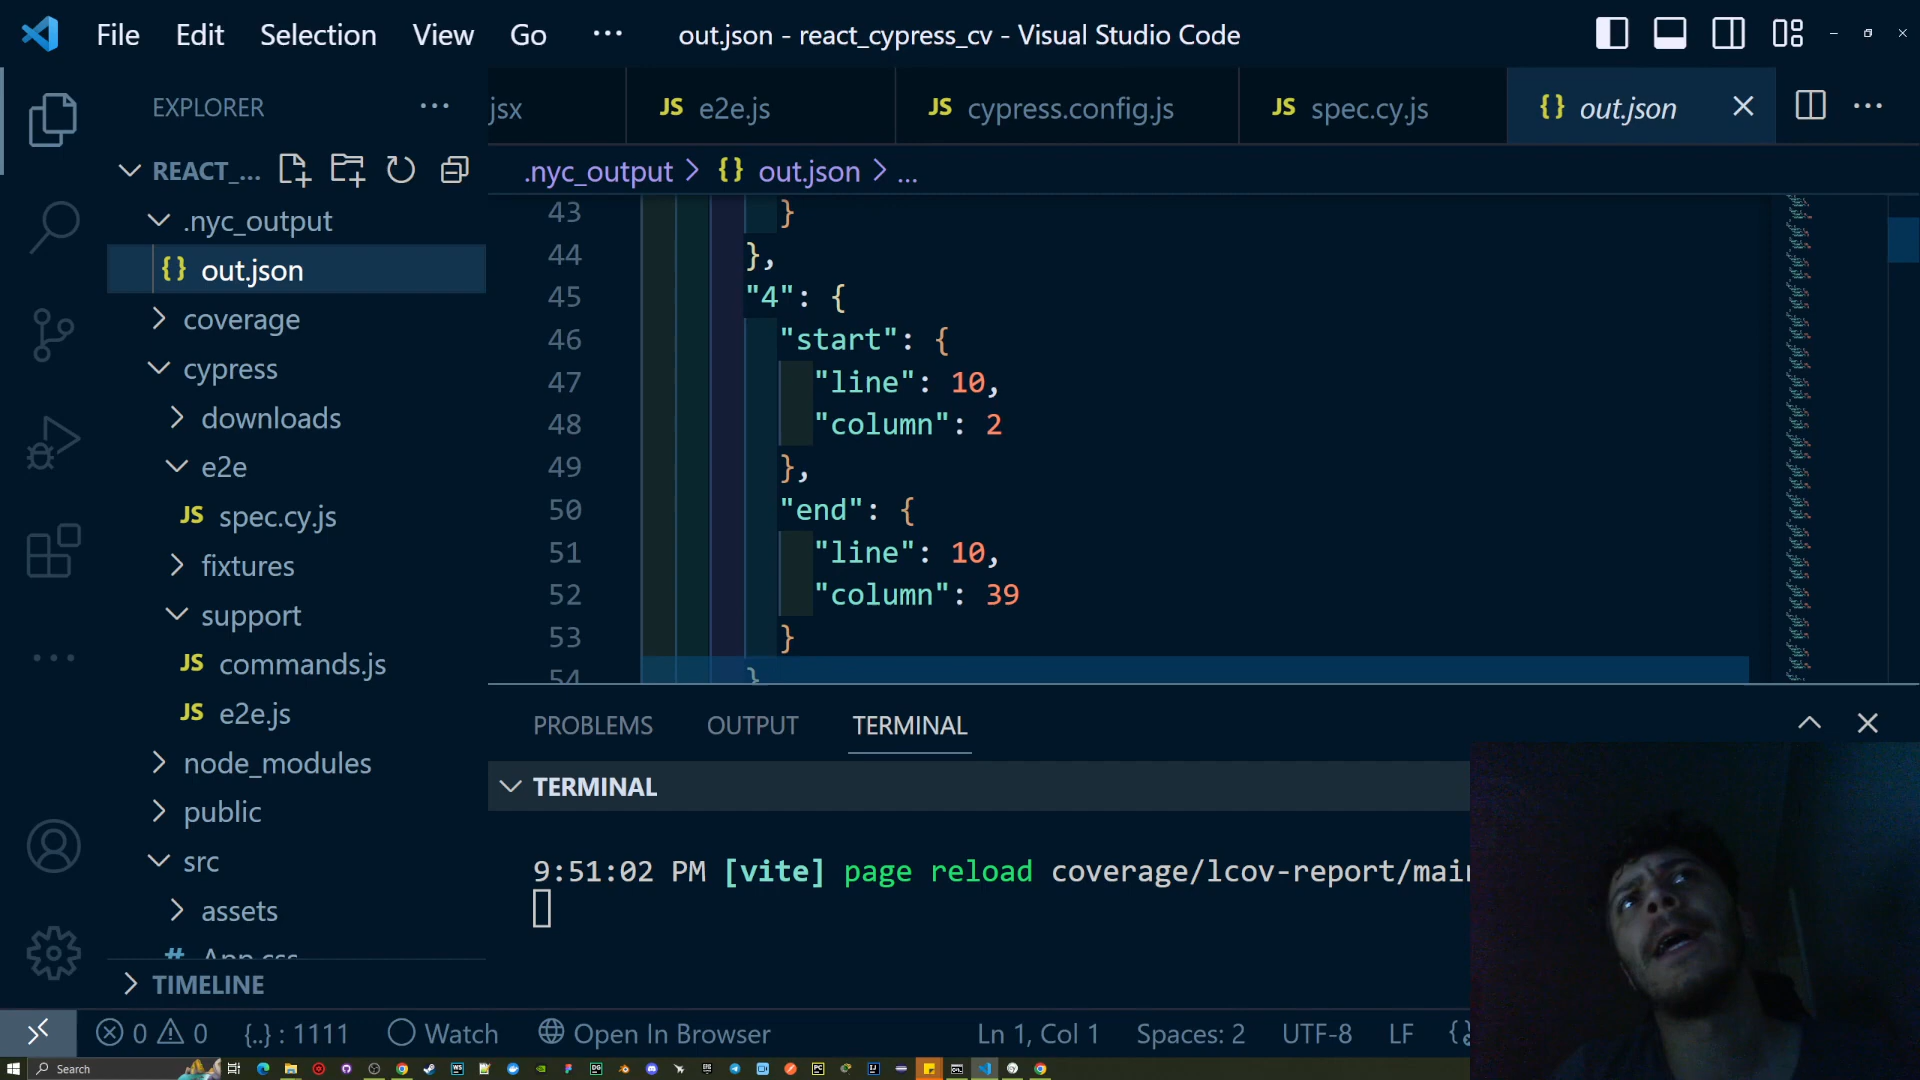 File Edit Selection View Go ··· out.json - react_cypress_cv - Visual Studio Code
EXPLORER ···
jsx
JS e2e.js
JS cypress.config.js
JS spec.cy.js
{} out.json
REACT_...
.nyc_output > {} out.json > ...
.nyc_output
{} out.json
coverage
cypress
downloads
e2e
JS spec.cy.js
fixtures
support
JS commands.js
JS e2e.js
node_modules
public
src
assets
# App.css
TIMELINE
43 }
44 },
45 "4": {
46 "start": {
47 "line": 10,
48 "column": 2
49 },
50 "end": {
51 "line": 10,
52 "column": 39
53 }
54 }
PROBLEMS OUTPUT TERMINAL
TERMINAL
9:51:02 PM [vite] page reload coverage/lcov-report/main
0 0 {..} : 1111 Watch Open In Browser Ln 1, Col 1 Spaces: 2 UTF-8 LF {
Search